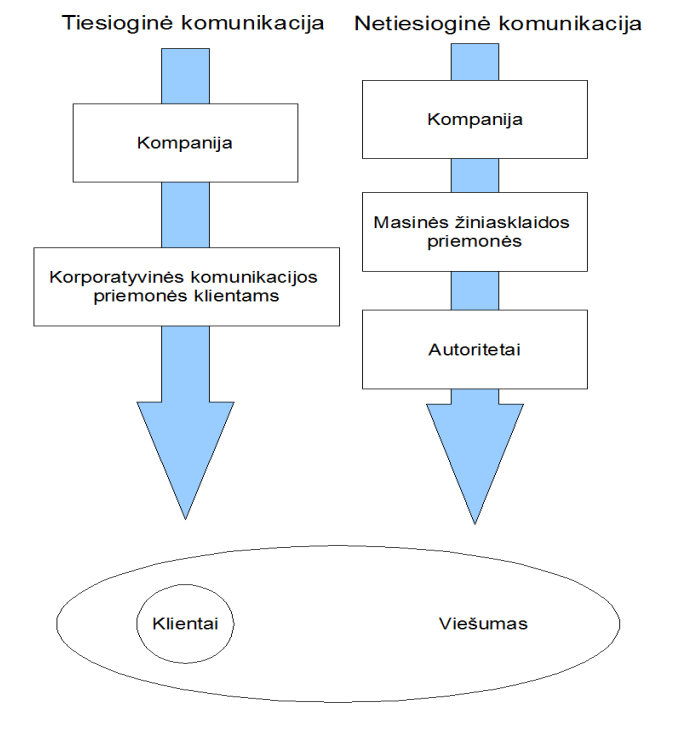 Tiesioginė komunikacija
Netiesioginė komunikacija
Kompanija
Korporatyvinės komunikacijos
priemonės klientams
Kompanija
Masinės žiniasklaidos
priemonės
Autoritetai
Klientai
Viešumas